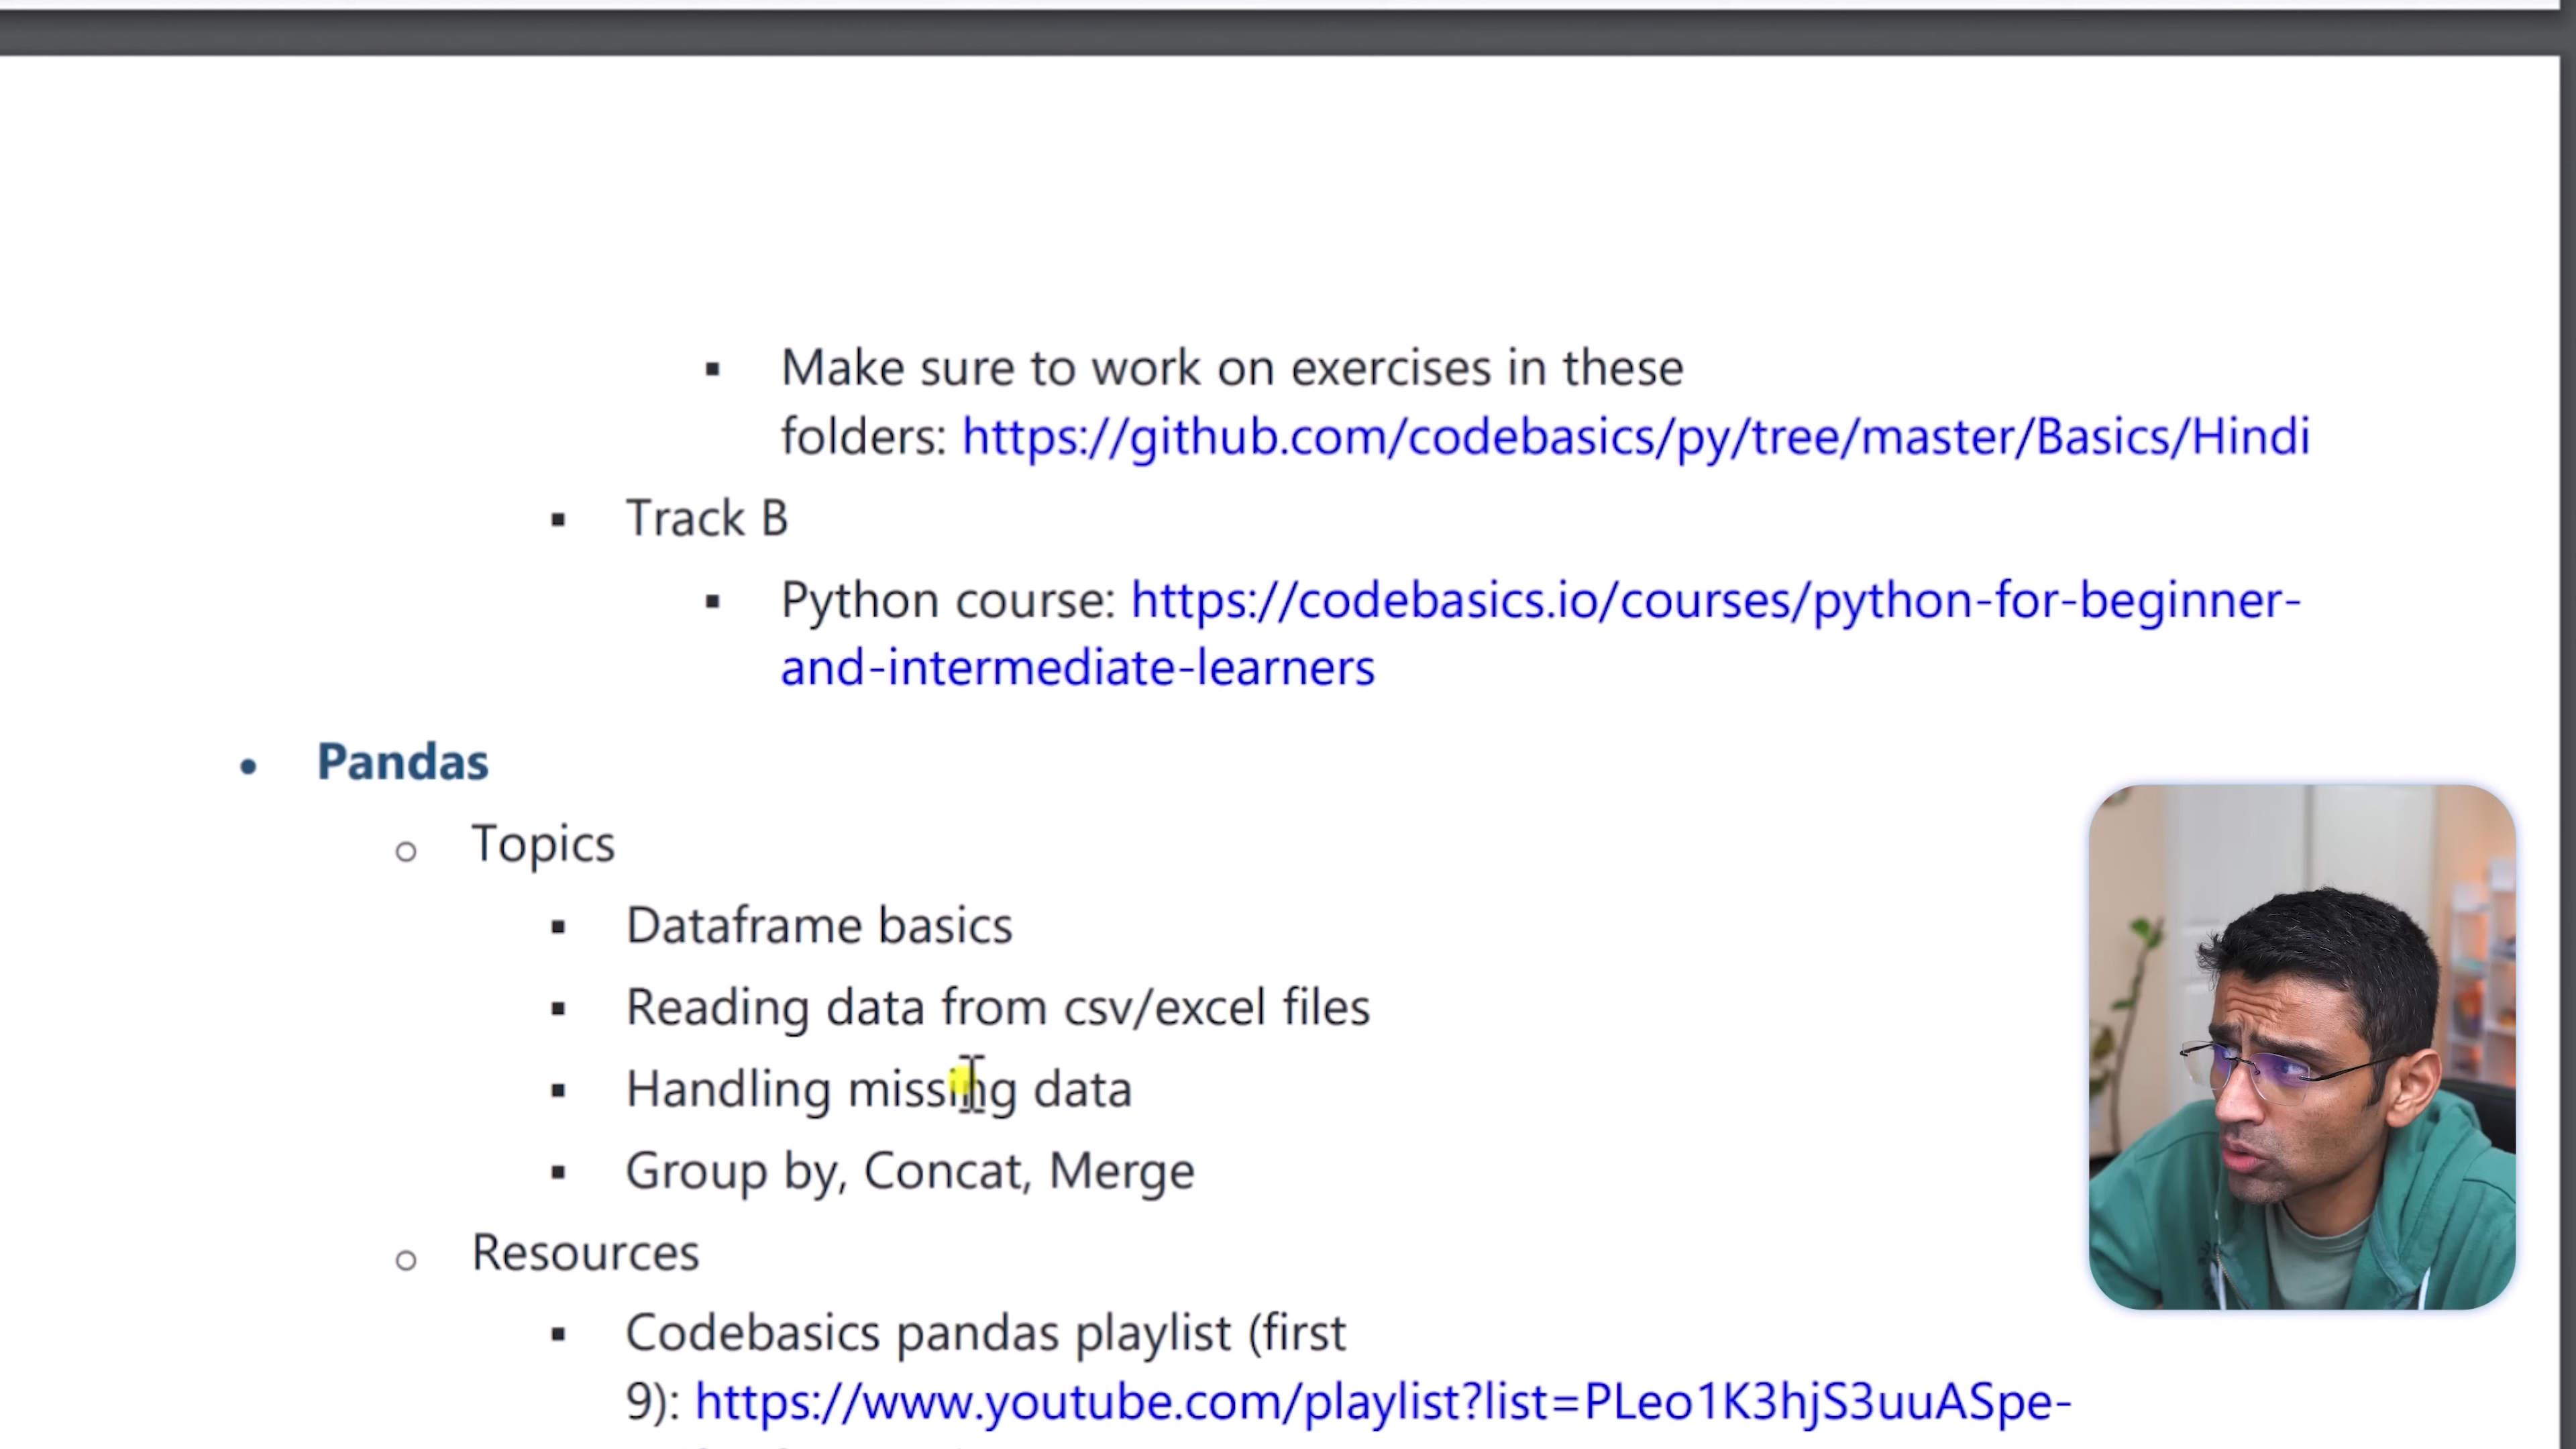 Make sure to work on exercises in these
folders: https://github.com/codebasics/py/tree/master/Basics/Hindi
Track B
Python course: https://codebasics.io/courses/python-for-beginner-
and-intermediate-learners
Pandas
Topics
Dataframe basics
Reading data from csv/excel files
Handling missing data
Group by, Concat, Merge
Resources
Codebasics pandas playlist (first
9): https://www.youtube.com/playlist?list=PLeo1K3hjS3uuASpe-